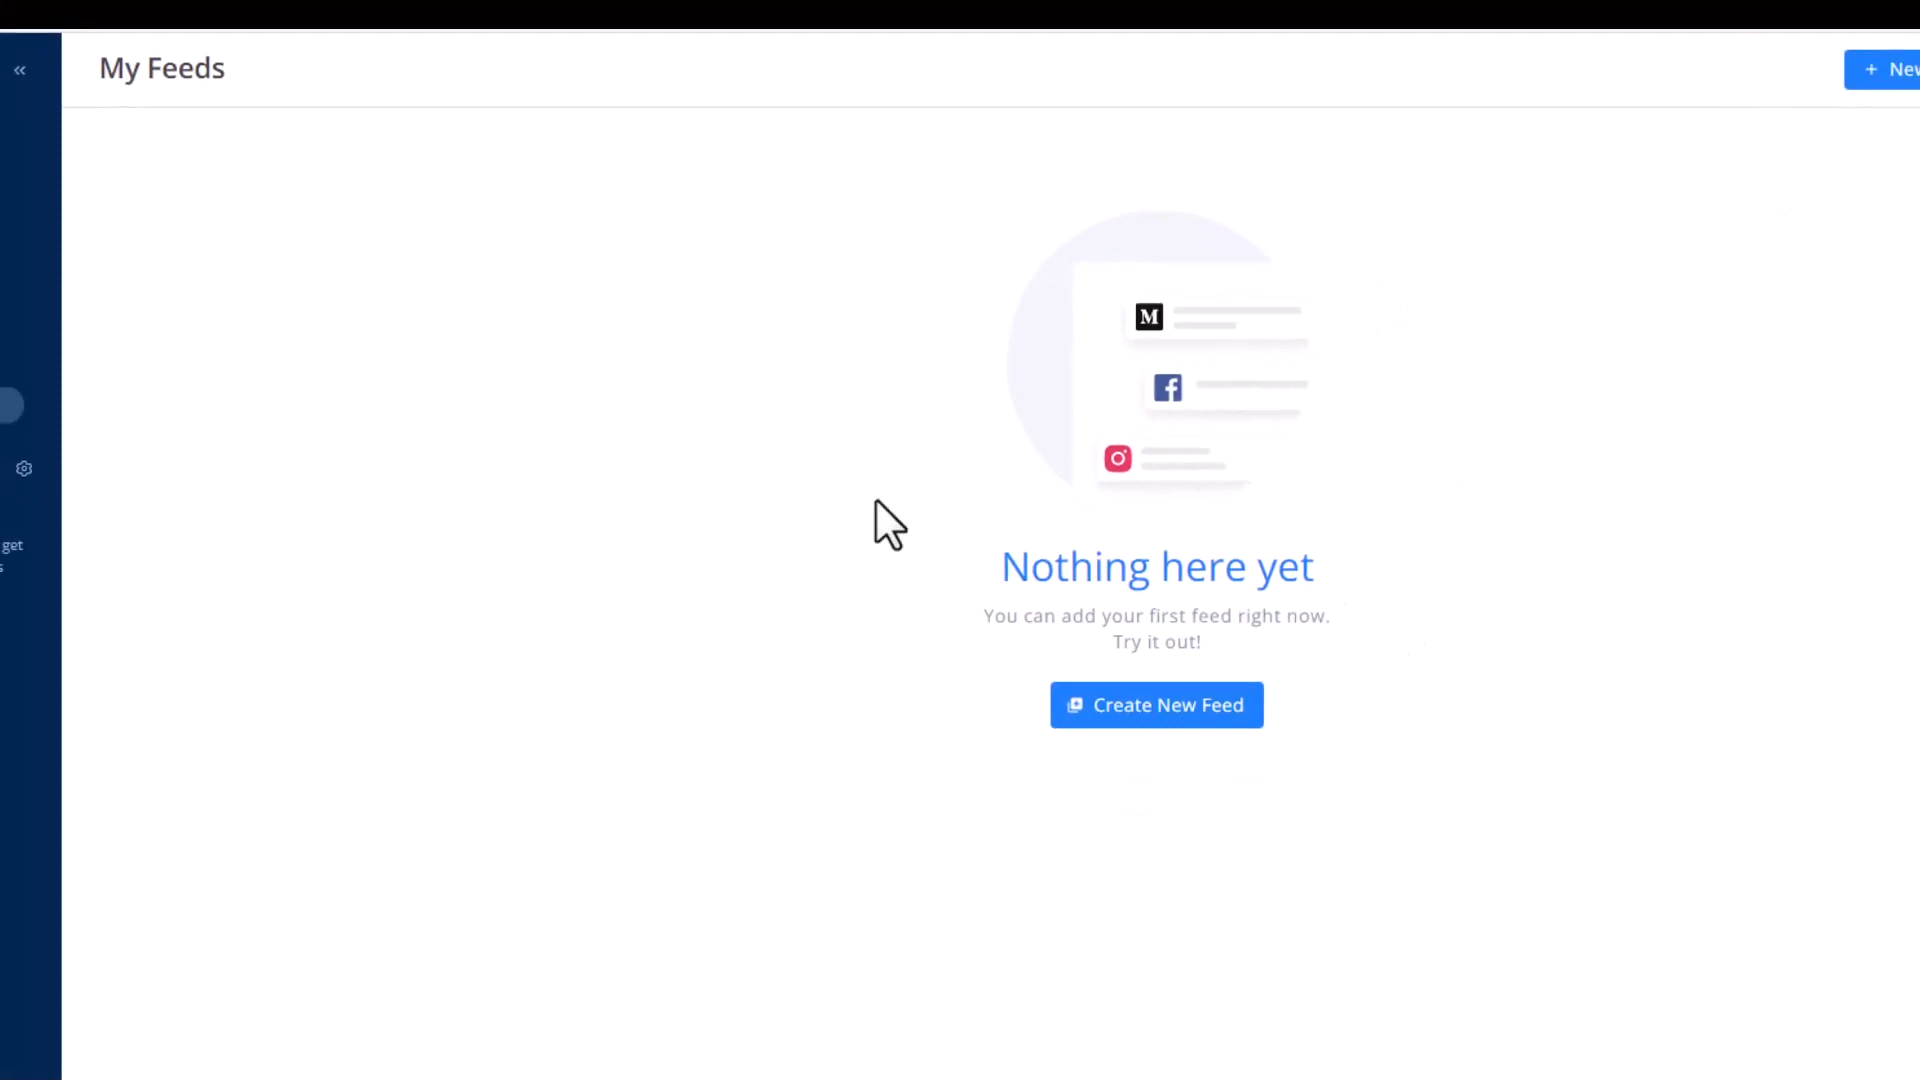 «
My Feeds
+ New
M
get
s
Nothing here yet
You can add your first feed right now.
Try it out!
Create New Feed